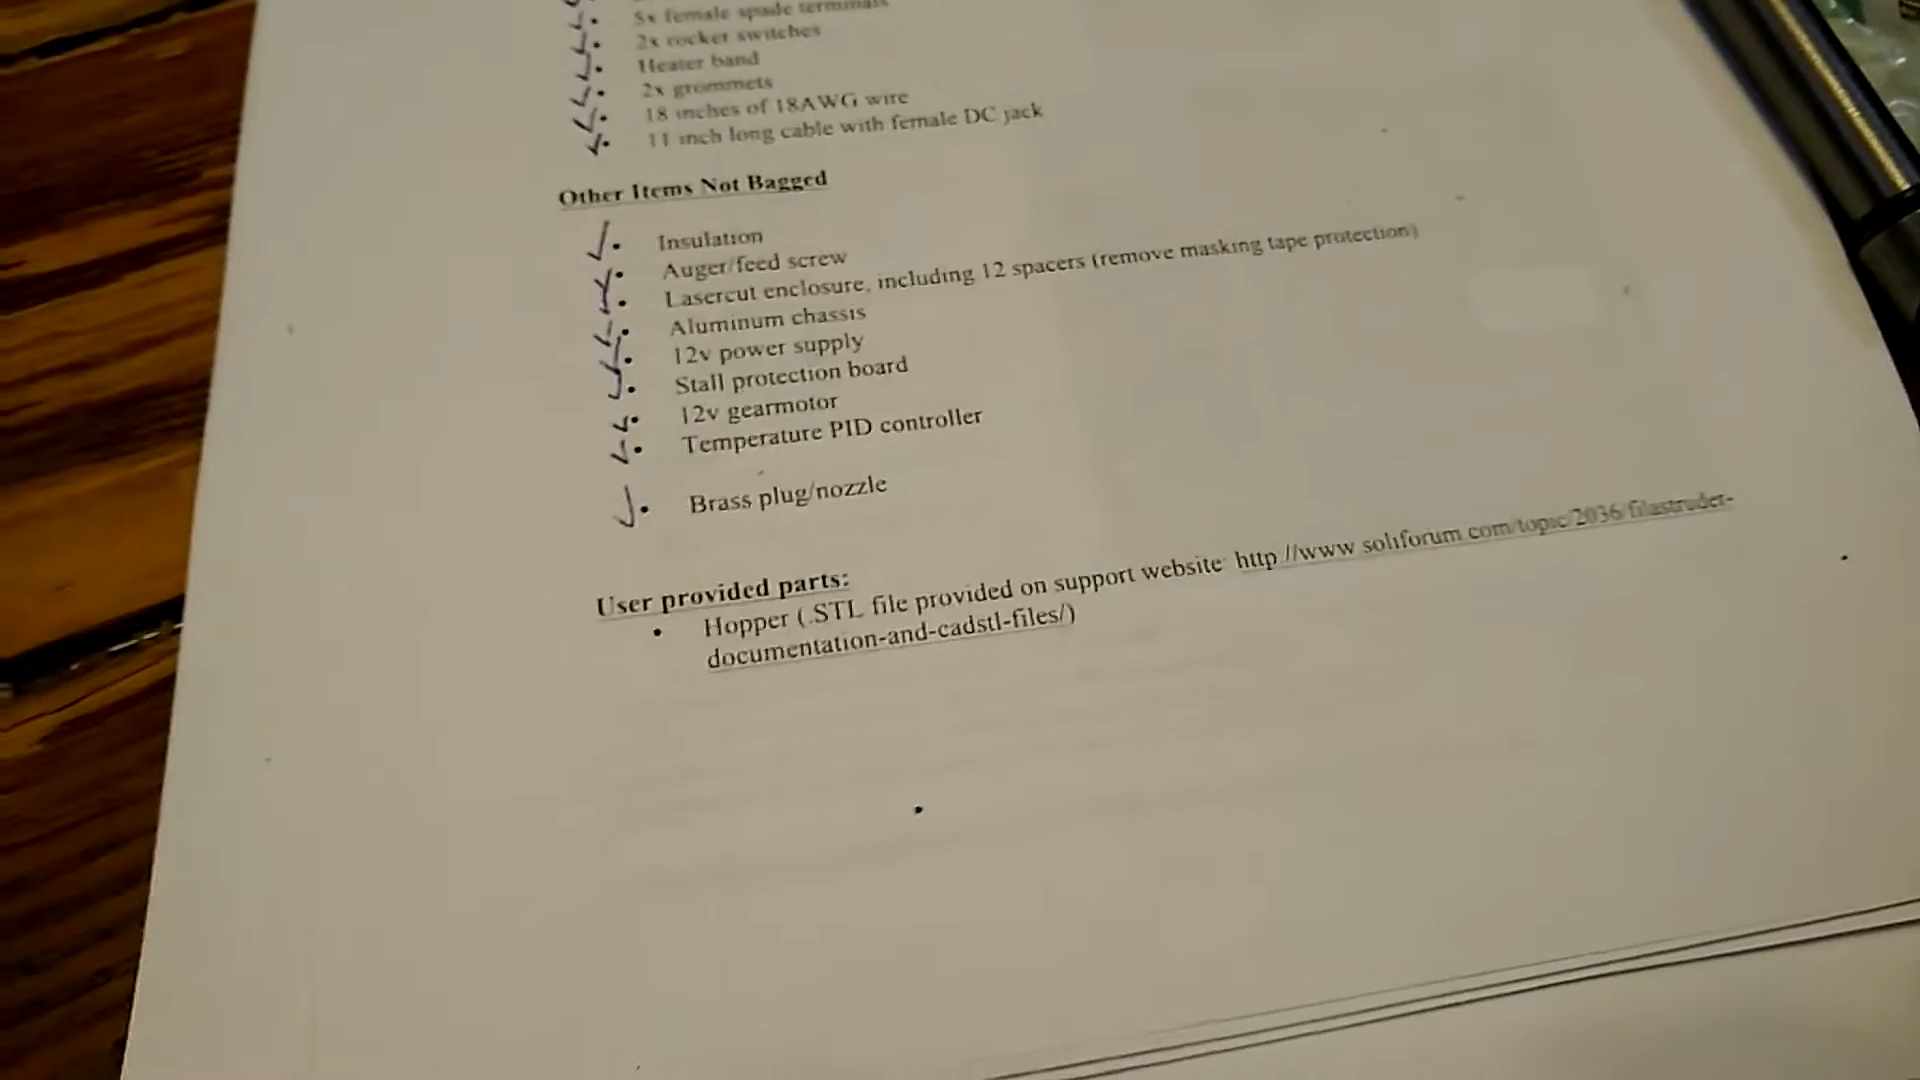 5x female spade terminals
2x rocker switches
Heater band
2x grommets
18 inches of 18AWG wire
11 inch long cable with female DC jack
Other Items Not Bagged
Insulation
Auger/feed screw
Lasercut enclosure, including 12 spacers (remove masking tape protection)
Aluminum chassis
12v power supply
Stall protection board
12v gearmotor
Temperature PID controller
Brass plug/nozzle
User provided parts:
Hopper (.STL file provided on support website: http://www.soliforum.com/topic/2036/filastruder-
documentation-and-cadstl-files/)